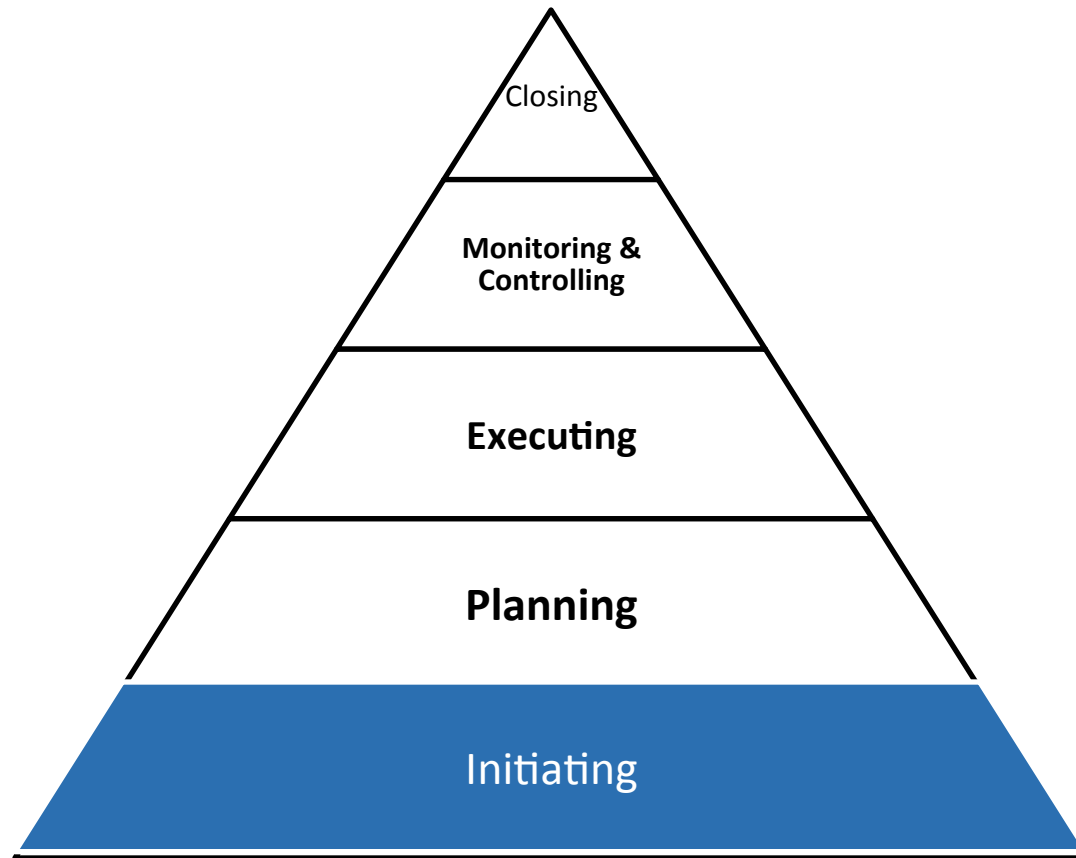 Closing
Monitoring &
Controlling
Executing
Planning
Initiating